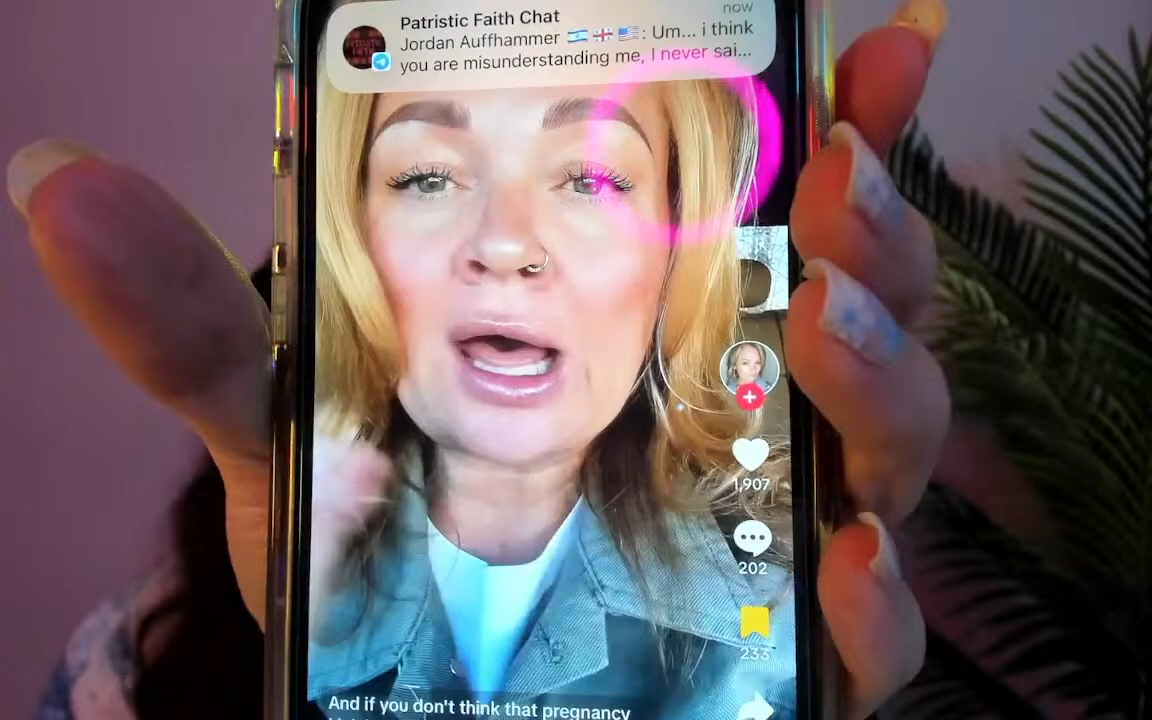 Patristic Faith Chat
now
Jordan Auffhammer 🇮🇱 🇬🇪 🇺🇸: Um... i think
you are misunderstanding me, I never sai...
1,907
202
233
And if you don't think that pregnancy